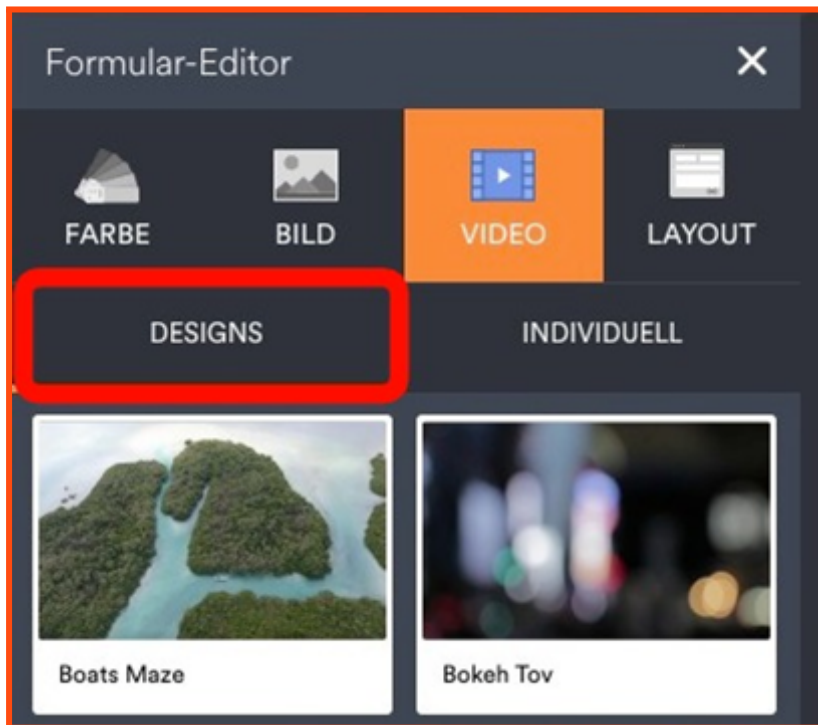 Formular-Editor
FARBE BILD VIDEO LAYOUT
DESIGNS INDIVIDUELL
Boats Maze Bokeh Tov